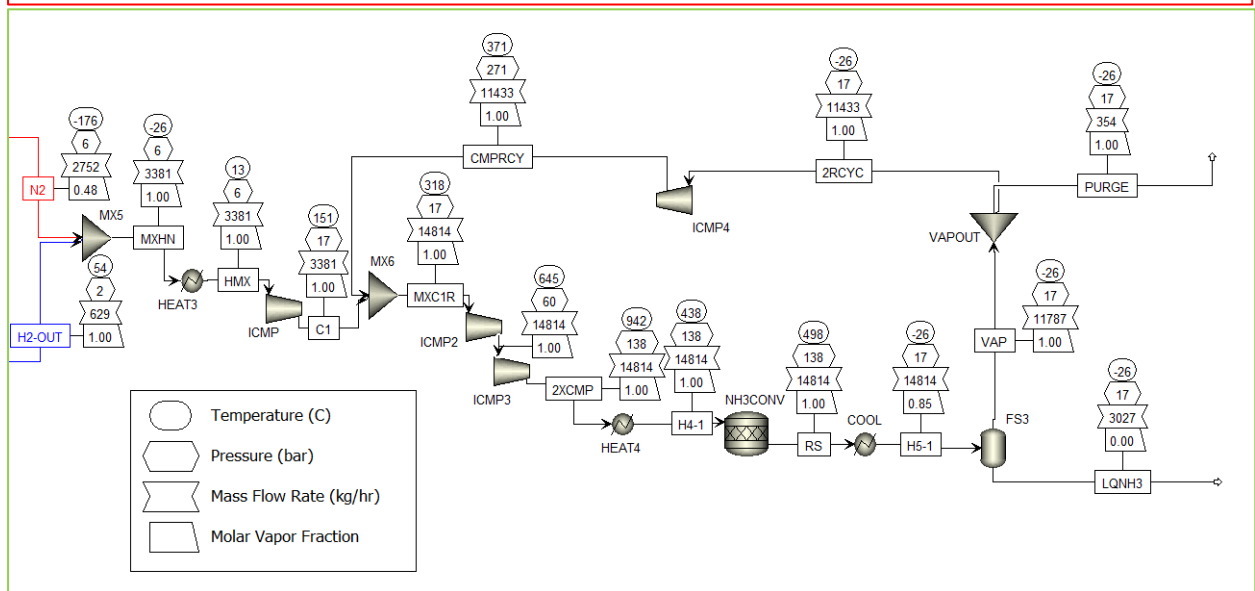 371
271
11433
1.00
CMPRCY
-26
17
11433
1.00
2RCYC
-26
17
354
1.00
PURGE
-176
6
2752
0.48
N2
MX5
-26
6
3381
1.00
MXHN
13
6
3381
1.00
HMX
HEAT3
54
2
629
1.00
H2-OUT
151
17
3381
1.00
C1
ICMP
MX6
318
17
14814
1.00
MXC1R
ICMP4
VAPOUT
ICMP2
645
60
14814
1.00
ICMP3
942
138
14814
1.00
2XCMP
HEAT4
438
138
14814
1.00
H4-1
NH3CONV
498
138
14814
1.00
RS
COOL
-26
17
14814
0.85
H5-1
-26
17
11787
1.00
VAP
FS3
-26
17
3027
0.00
LQNH3
Temperature (C)
Pressure (bar)
Mass Flow Rate (kg/hr)
Molar Vapor Fraction